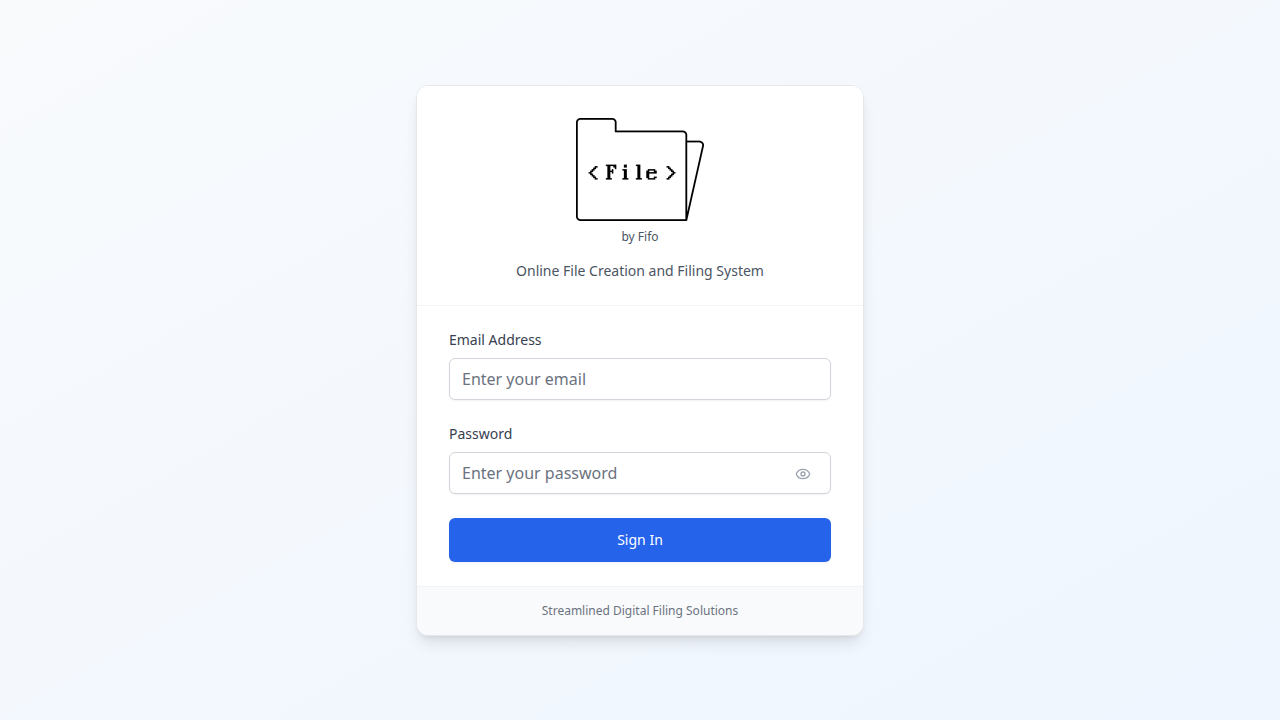 <File>
by Fifo
Online File Creation and Filing System
Email Address
Enter your email
Password
Enter your password
Sign In
Streamlined Digital Filing Solutions